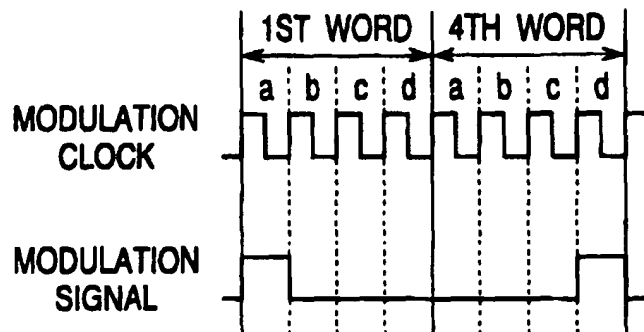 1ST WORD 4TH WORD
a b c d a b c d
MODULATION
CLOCK
MODULATION
SIGNAL